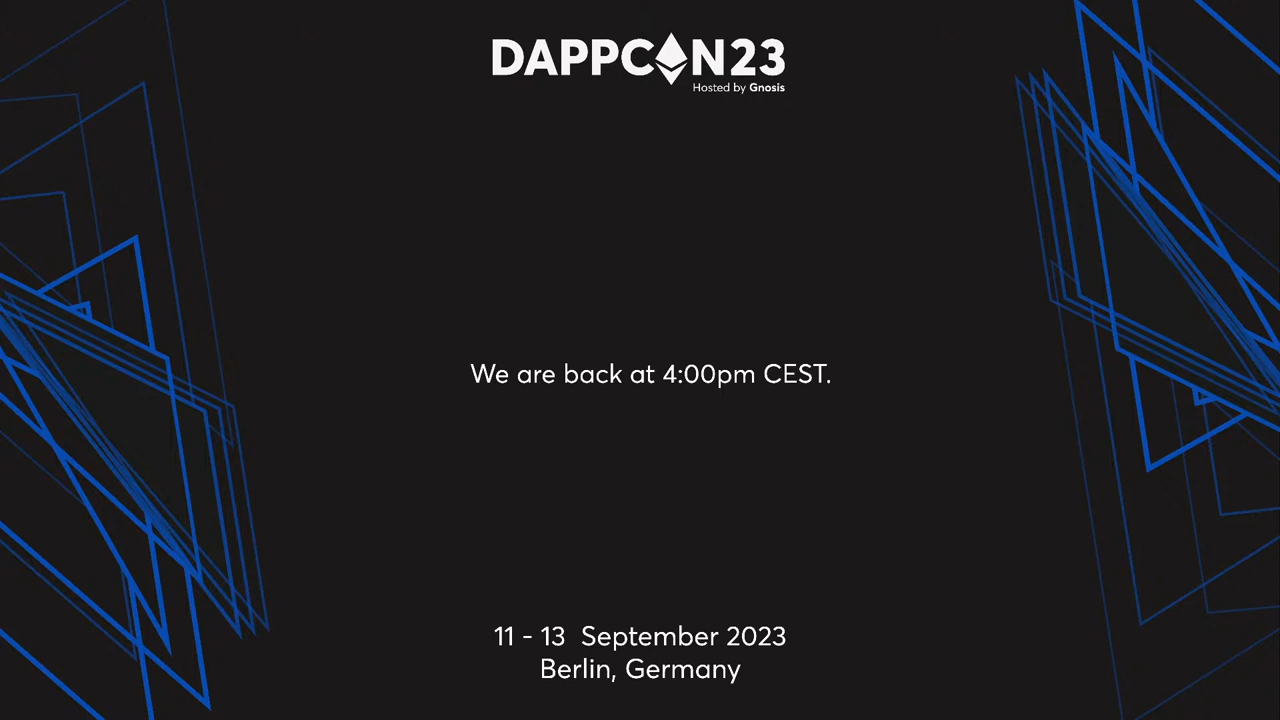 DAPPCON23
Hosted by Gnosis
We are back at 4:00pm CEST.
11 - 13 September 2023
Berlin, Germany